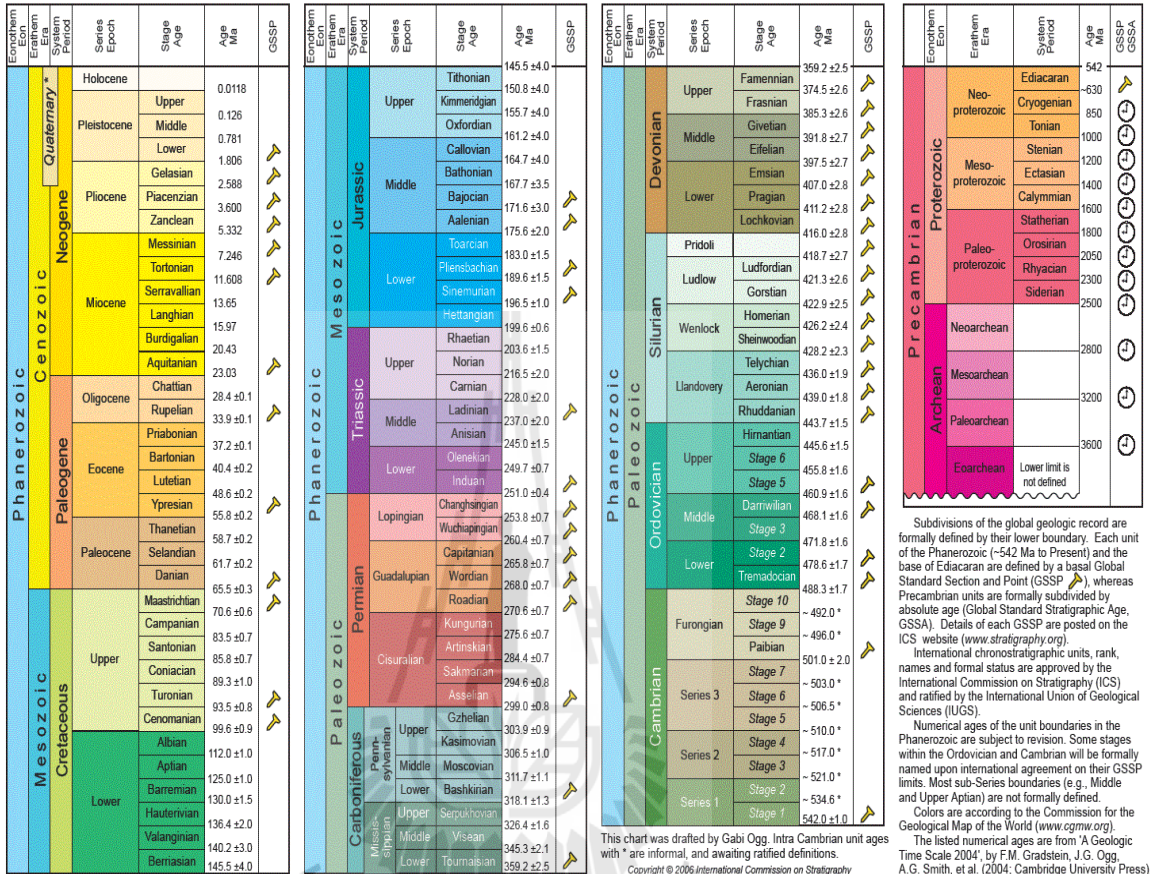 Eonothem Eon
Erathem Era
System Period
Series Epoch
Stage Age
Age Ma
GSSP
Phanerozoic
Cenozoic
Neogene
Quaternary *
Holocene
0.0118
Pleistocene
Upper
0.126
Middle
0.781
Lower
1.806
Pliocene
Gelasian
2.588
Piacenzian
3.600
Zanclean
5.332
Miocene
Messinian
7.246
Tortonian
11.608
Serravallian
13.65
Langhian
15.97
Burdigalian
20.43
Aquitanian
23.03
Paleogene
Oligocene
Chattian
28.4 ±0.1
Rupelian
33.9 ±0.1
Eocene
Priabonian
37.2 ±0.1
Bartonian
40.4 ±0.2
Lutetian
48.6 ±0.2
Ypresian
55.8 ±0.2
Paleocene
Thanetian
58.7 ±0.2
Selandian
61.7 ±0.2
Danian
65.5 ±0.3
Mesozoic
Cretaceous
Upper
Maastrichtian
70.6 ±0.6
Campanian
83.5 ±0.7
Santonian
85.8 ±0.7
Coniacian
89.3 ±1.0
Turonian
93.5 ±0.8
Cenomanian
99.6 ±0.9
Lower
Albian
112.0 ±1.0
Aptian
125.0 ±1.0
Barremian
130.0 ±1.5
Hauterivian
136.4 ±2.0
Valanginian
140.2 ±3.0
Berriasian
145.5 ±4.0
Eonothem Eon
Erathem Era
System Period
Series Epoch
Stage Age
Age Ma
GSSP
145.5 ±4.0
Phanerozoic
Mesozoic
Jurassic
Upper
Tithonian
150.8 ±4.0
Kimmeridgian
155.7 ±4.0
Oxfordian
161.2 ±4.0
Middle
Callovian
164.7 ±4.0
Bathonian
167.7 ±3.5
Bajocian
171.6 ±3.0
Aalenian
175.6 ±2.0
Lower
Toarcian
183.0 ±1.5
Pliensbachian
189.6 ±1.5
Sinemurian
196.5 ±1.0
Hettangian
199.6 ±0.6
Triassic
Upper
Rhaetian
203.6 ±1.5
Norian
216.5 ±2.0
Carnian
228.0 ±2.0
Middle
Ladinian
237.0 ±2.0
Anisian
245.0 ±1.5
Lower
Olenekian
249.7 ±0.7
Induan
251.0 ±0.4
Paleozoic
Permian
Lopingian
Changhsingian
253.8 ±0.7
Wuchiapingian
260.4 ±0.7
Guadalupian
Capitanian
265.8 ±0.7
Wordian
268.0 ±0.7
Roadian
270.6 ±0.7
Cisuralian
Kungurian
275.6 ±0.7
Artinskian
284.4 ±0.7
Sakmarian
294.6 ±0.8
Asselian
299.0 ±0.8
Carboniferous
Penn-sylvanian
Upper
Gzhelian
303.9 ±0.9
Kasimovian
306.5 ±1.0
Middle
Moscovian
311.7 ±1.1
Lower
Bashkirian
318.1 ±1.3
Missis-sippian
Upper
Serpukhovian
326.4 ±1.6
Middle
Visean
345.3 ±2.1
Lower
Tournaisian
359.2 ±2.5
Eonothem Eon
Erathem Era
System Period
Series Epoch
Stage Age
Age Ma
GSSP
359.2 ±2.5
Phanerozoic
Paleozoic
Devonian
Upper
Famennian
374.5 ±2.6
Frasnian
385.3 ±2.6
Middle
Givetian
391.8 ±2.7
Eifelian
397.5 ±2.7
Lower
Emsian
407.0 ±2.8
Pragian
411.2 ±2.8
Lochkovian
416.0 ±2.8
Silurian
Pridoli
418.7 ±2.7
Ludlow
Ludfordian
421.3 ±2.6
Gorstian
422.9 ±2.5
Wenlock
Homerian
426.2 ±2.4
Sheinwoodian
428.2 ±2.3
Llandovery
Telychian
436.0 ±1.9
Aeronian
439.0 ±1.8
Rhuddanian
443.7 ±1.5
Ordovician
Upper
Hirnantian
445.6 ±1.5
Stage 6
455.8 ±1.6
Stage 5
460.9 ±1.6
Middle
Darriwilian
468.1 ±1.6
Stage 3
471.8 ±1.6
Lower
Stage 2
478.6 ±1.7
Tremadocian
488.3 ±1.7
Cambrian
Furongian
Stage 10
~ 492.0 *
Stage 9
~ 496.0 *
Paibian
501.0 ± 2.0
Series 3
Stage 7
~ 503.0 *
Stage 6
~ 506.5 *
Stage 5
~ 510.0 *
Series 2
Stage 4
~ 517.0 *
Stage 3
~ 521.0 *
Series 1
Stage 2
~ 534.6 *
Stage 1
542.0 ±1.0
This chart was drafted by Gabi Ogg. Intra Cambrian unit ages
with * are informal, and awaiting ratified definitions.
Copyright © 2006 International Commission on Stratigraphy
Eonothem Eon
Erathem Era
System Period
Age Ma
GSSP GSSA
542
Precambrian
Proterozoic
Neo-proterozoic
Ediacaran
~630
Cryogenian
850
Tonian
1000
Meso-proterozoic
Stenian
1200
Ectasian
1400
Calymmian
1600
Paleo-proterozoic
Statherian
1800
Orosirian
2050
Rhyacian
2300
Siderian
2500
Archean
Neoarchean
2800
Mesoarchean
3200
Paleoarchean
3600
Eoarchean
Lower limit is
not defined
Subdivisions of the global geologic record are
formally defined by their lower boundary. Each unit
of the Phanerozoic (~542 Ma to Present) and the
base of Ediacaran are defined by a basal Global
Standard Section and Point (GSSP ), whereas
Precambrian units are formally subdivided by
absolute age (Global Standard Stratigraphic Age,
GSSA). Details of each GSSP are posted on the
ICS website (www.stratigraphy.org).
International chronostratigraphic units, rank,
names and formal status are approved by the
International Commission on Stratigraphy (ICS)
and ratified by the International Union of Geological
Sciences (IUGS).
Numerical ages of the unit boundaries in the
Phanerozoic are subject to revision. Some stages
within the Ordovician and Cambrian will be formally
named upon international agreement on their GSSP
limits. Most sub-Series boundaries (e.g., Middle
and Upper Aptian) are not formally defined.
Colors are according to the Commission for the
Geological Map of the World (www.cgmw.org).
The listed numerical ages are from 'A Geologic
Time Scale 2004', by F.M. Gradstein, J.G. Ogg,
A.G. Smith, et al. (2004; Cambridge University Press)